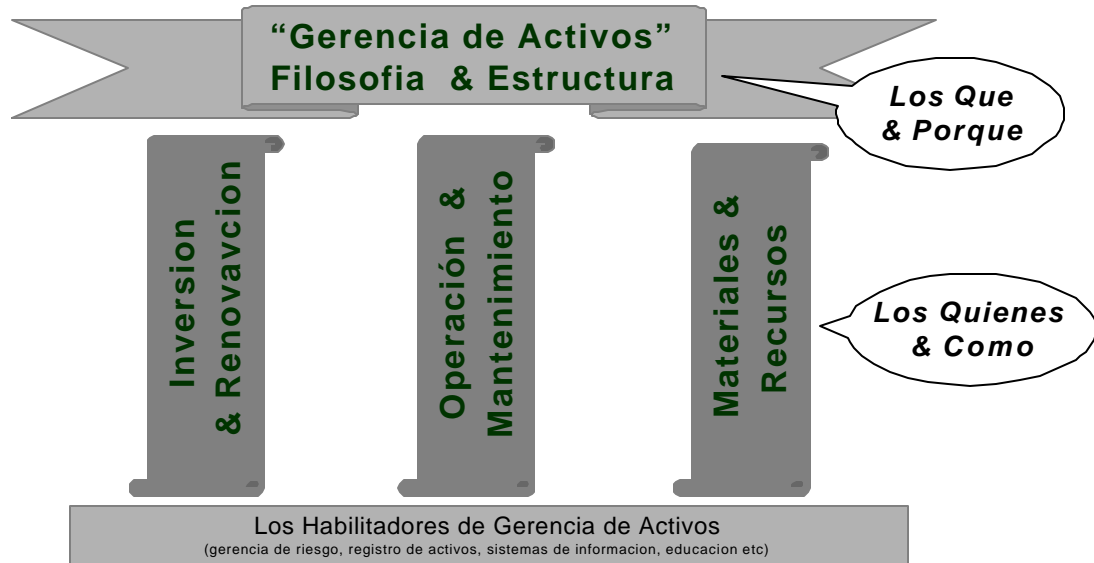 “Gerencia de Activos”
Filosofia & Estructura
Los Que
& Porque
Inversion
& Renovavcion
Operación &
Mantenimiento
Materiales &
Recursos
Los Quienes
& Como
Los Habilitadores de Gerencia de Activos
(gerencia de riesgo, registro de activos, sistemas de informacion, educacion etc)